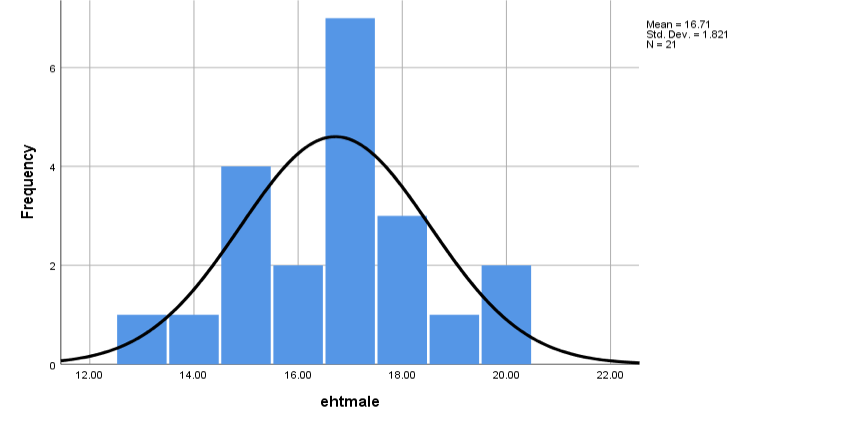 Mean = 16.71
Std. Dev. = 1.821
N = 21
Frequency
6
4
2
0
12.00 14.00 16.00 18.00 20.00 22.00
ehtmale